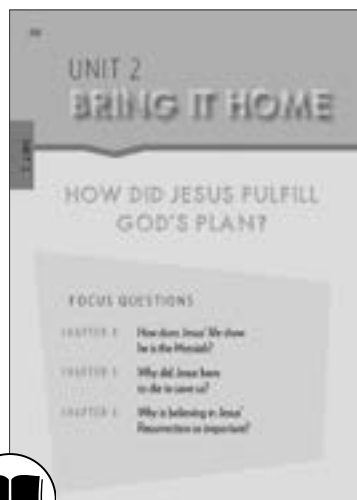 UNIT 2
BRING IT HOME
HOW DID JESUS FULFILL
GOD'S PLAN?
FOCUS QUESTIONS
CHAPTER How does Jesus' life show
he is the Messiah?
CHAPTER Why did Jesus have
to die to save us?
CHAPTER Why is believing in Jesus'
Resurrection so important?